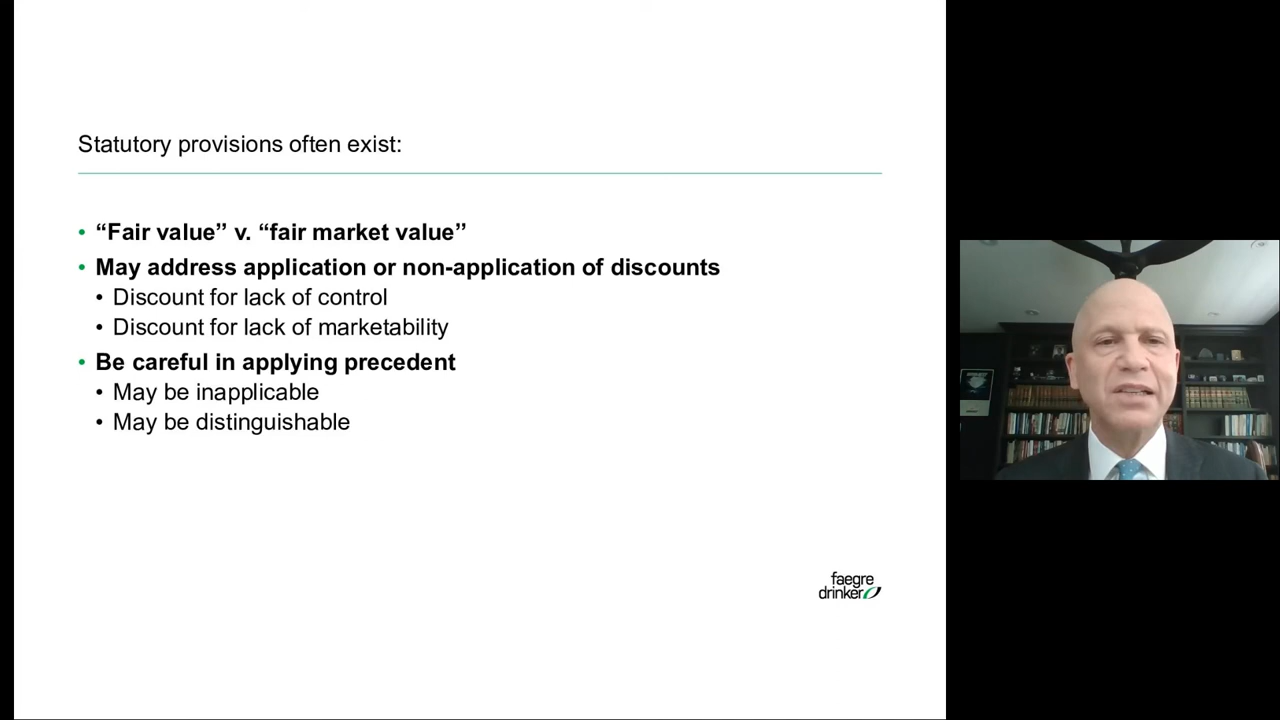 Statutory provisions often exist:
• “Fair value” v. “fair market value”
• May address application or non-application of discounts
• Discount for lack of control
• Discount for lack of marketability
• Be careful in applying precedent
• May be inapplicable
• May be distinguishable
faegre
drinker